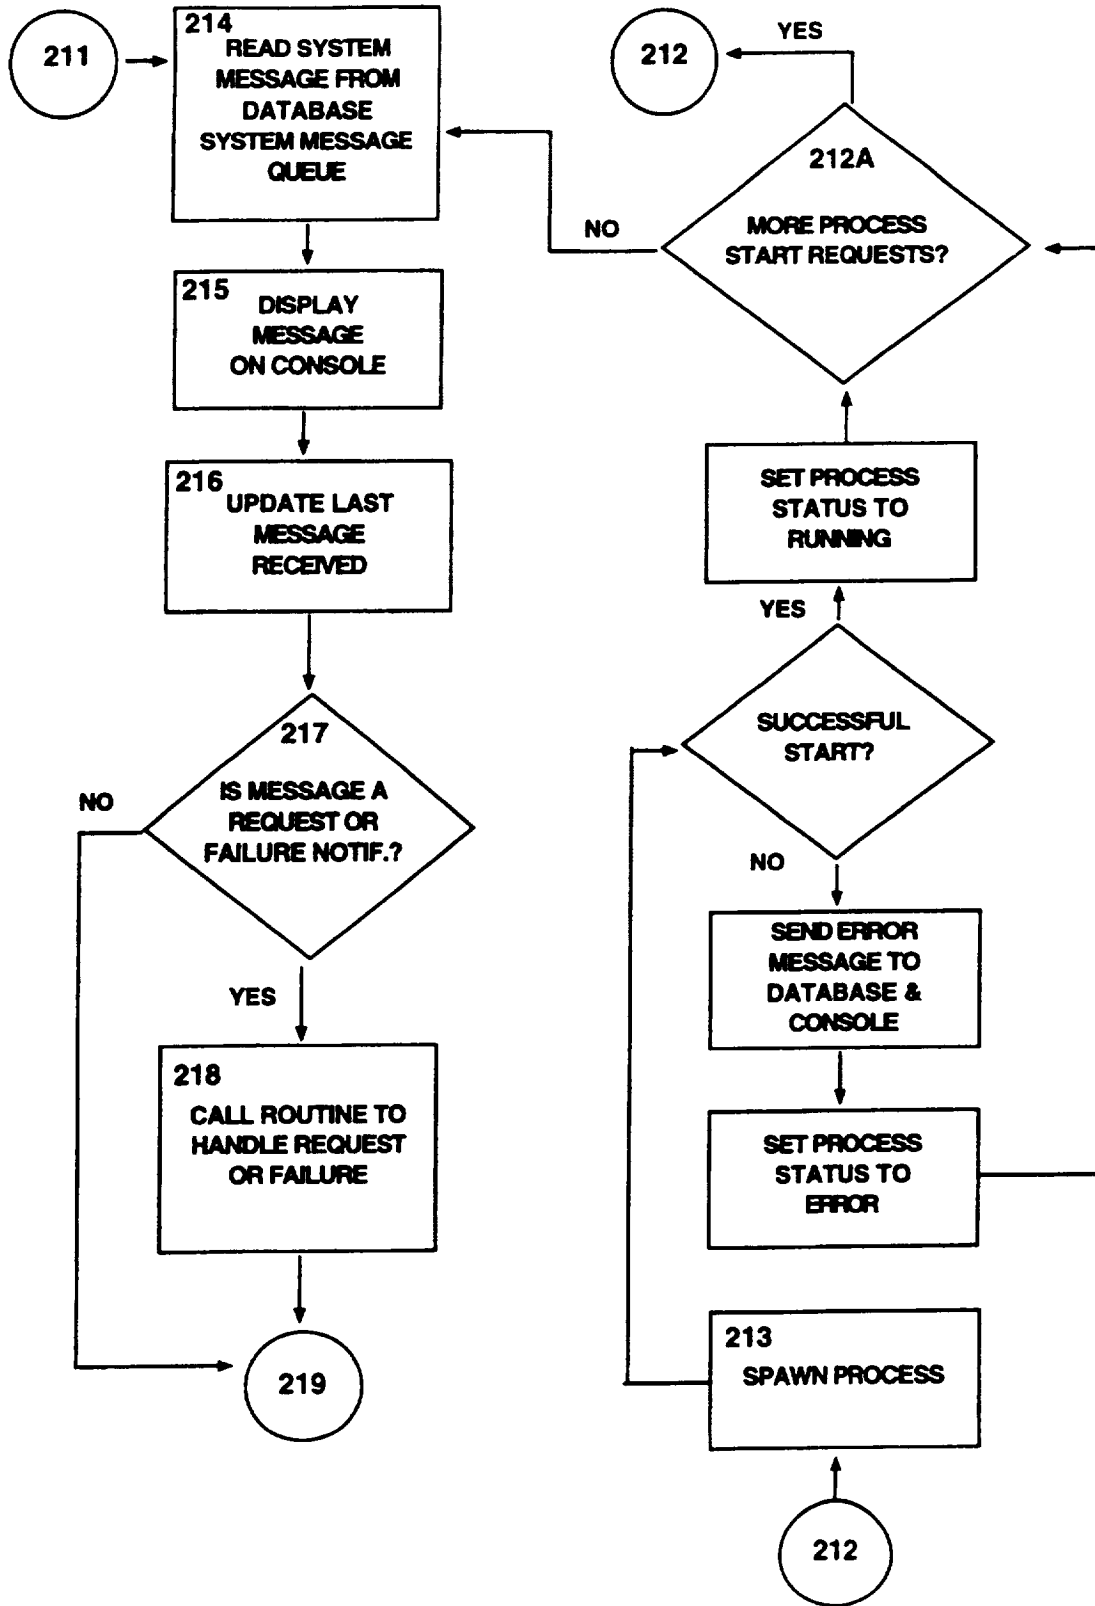 211
214
READ SYSTEM
MESSAGE FROM
DATABASE
SYSTEM MESSAGE
QUEUE
215
DISPLAY
MESSAGE
ON CONSOLE
216
UPDATE LAST
MESSAGE
RECEIVED
217
IS MESSAGE A
REQUEST OR
FAILURE NOTIF.?
NO
YES
218
CALL ROUTINE TO
HANDLE REQUEST
OR FAILURE
219
212
YES
212A
MORE PROCESS
START REQUESTS?
NO
SET PROCESS
STATUS TO
RUNNING
YES
SUCCESSFUL
START?
NO
SEND ERROR
MESSAGE TO
DATABASE &
CONSOLE
SET PROCESS
STATUS TO
ERROR
213
SPAWN PROCESS
212